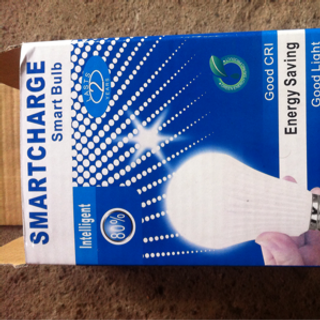 SMARTCHARGE
Smart Bulb
Intelligent
80%
Good CRI
Energy Saving
Good Light